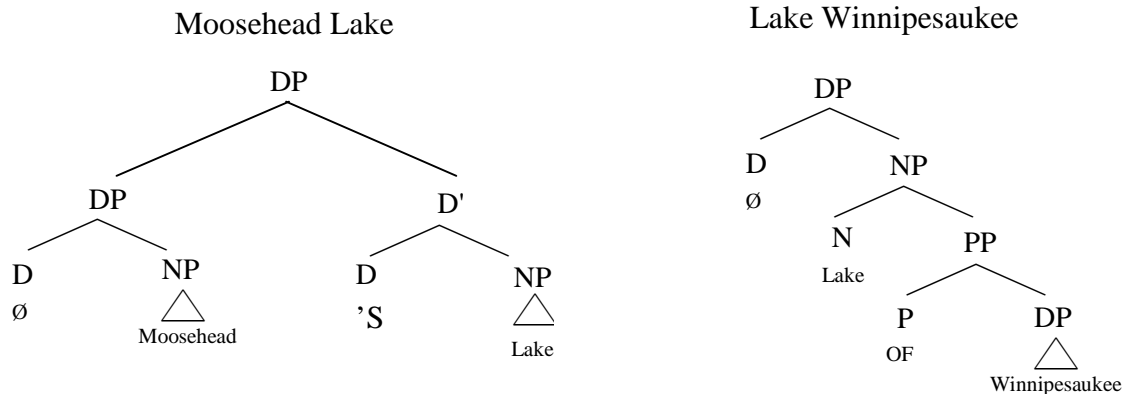 Moosehead Lake
DP
DP D'
D NP D NP
Ø 'S
Moosehead Lake
Lake Winnipesaukee
DP
D NP
Ø
N PP
Lake
P DP
OF
Winnipesaukee